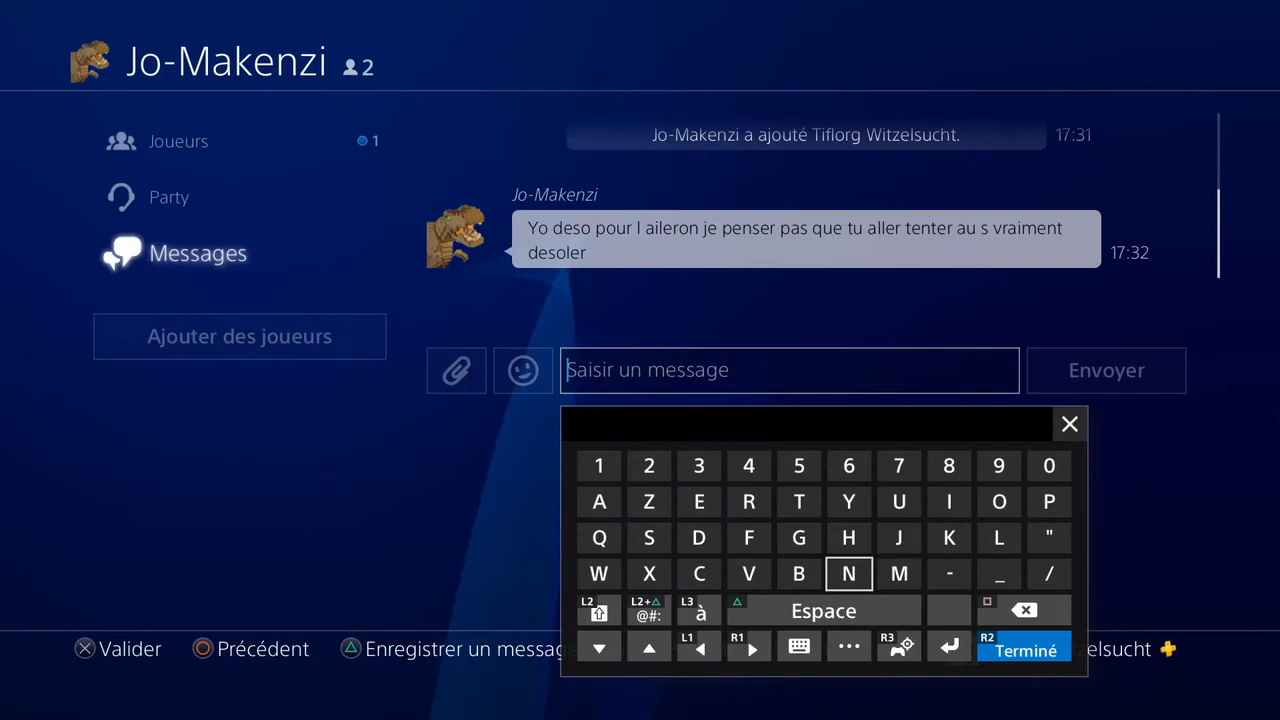 Jo-Makenzi 2
Joueurs 1
Party
Messages
Ajouter des joueurs
Jo-Makenzi a ajouté Tiflorg Witzelsucht. 17:31
Jo-Makenzi
Yo deso pour l aileron je penser pas que tu aller tenter au s vraiment
desoler
17:32
Saisir un message
Envoyer
1 2 3 4 5 6 7 8 9 0
A Z E R T Y U I O P
Q S D F G H J K L "
W X C V B N M - _ /
L2 L2+△ @#: L3 à △ Espace
L1 R1 ... R3 R2 Terminé
Valider Précédent Enregistrer un messag elsucht